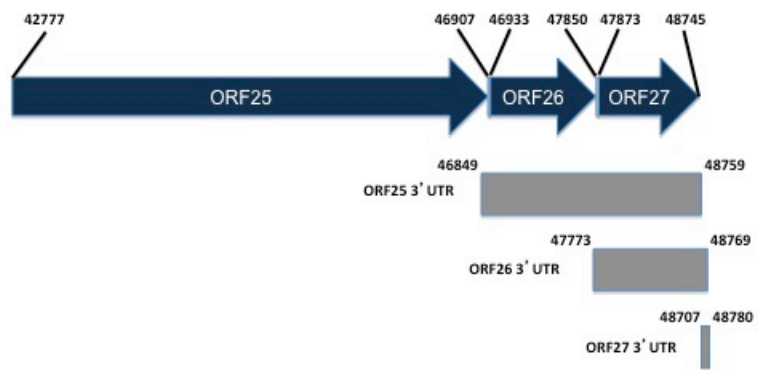 42777 46907 46933 47850 47873 48745
ORF25 ORF26 ORF27
46849 48759
ORF25 3' UTR
47773 48769
ORF26 3' UTR
48707 48780
ORF27 3' UTR